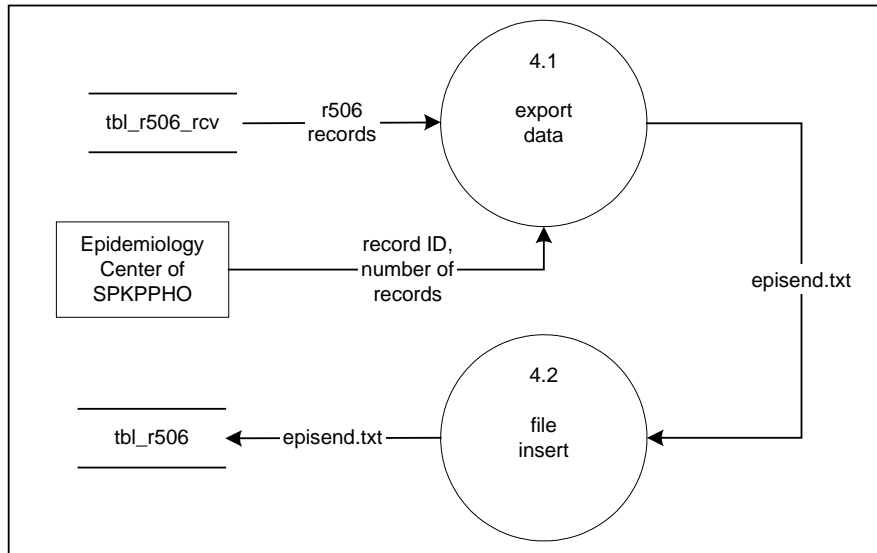 4.1
export
data
tbl_r506_rcv
r506
records
Epidemiology
Center of
SPKPPHO
record ID,
number of
records
episend.txt
4.2
file
insert
tbl_r506
episend.txt